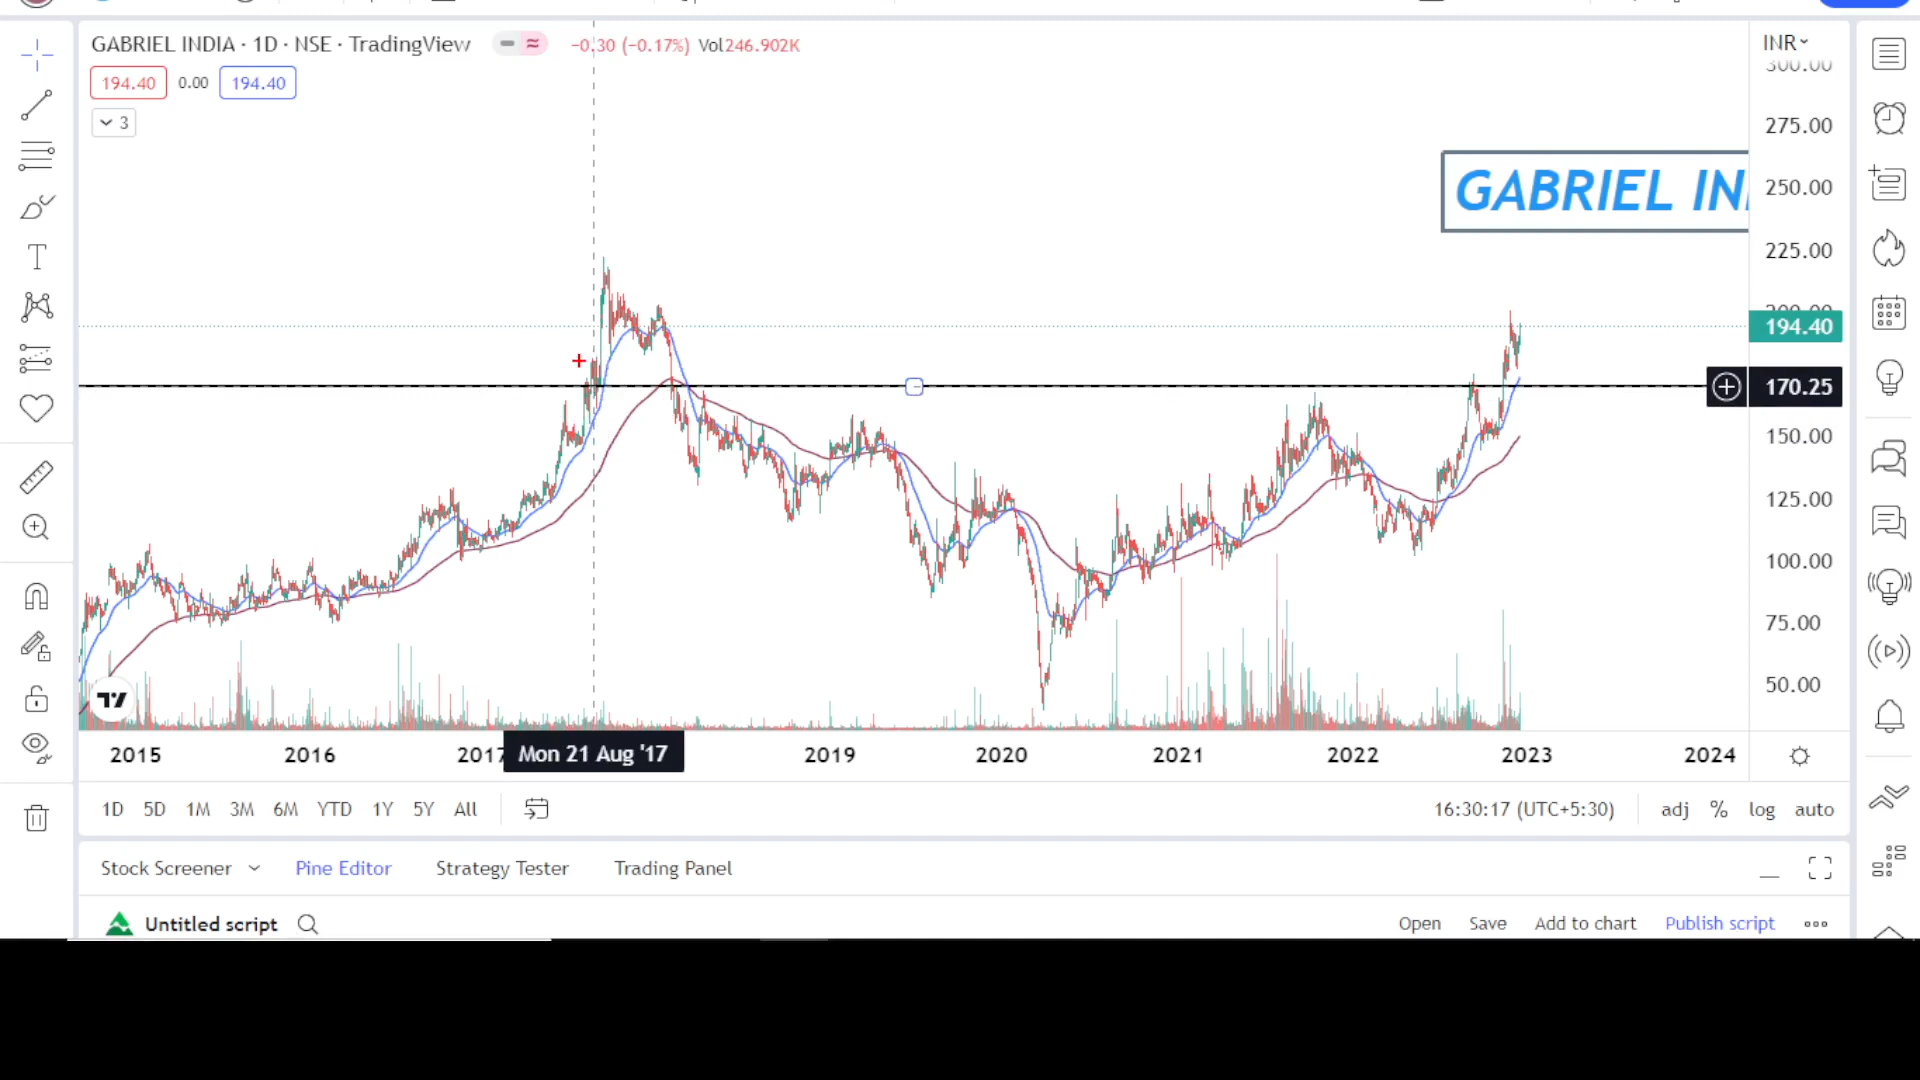 GABRIEL INDIA · 1D · NSE · TradingView −0.30 (−0.17%) Vol246.902K
INR
300.00
194.40 0.00 194.40
3
275.00
GABRIEL IN
250.00
225.00
200.00
194.40
170.25
150.00
125.00
100.00
75.00
50.00
2015 2016 2017 Mon 21 Aug '17 2019 2020 2021 2022 2023 2024
1D 5D 1M 3M 6M YTD 1Y 5Y All 16:30:17 (UTC+5:30) adj % log auto
Stock Screener Pine Editor Strategy Tester Trading Panel
Untitled script Open Save Add to chart Publish script